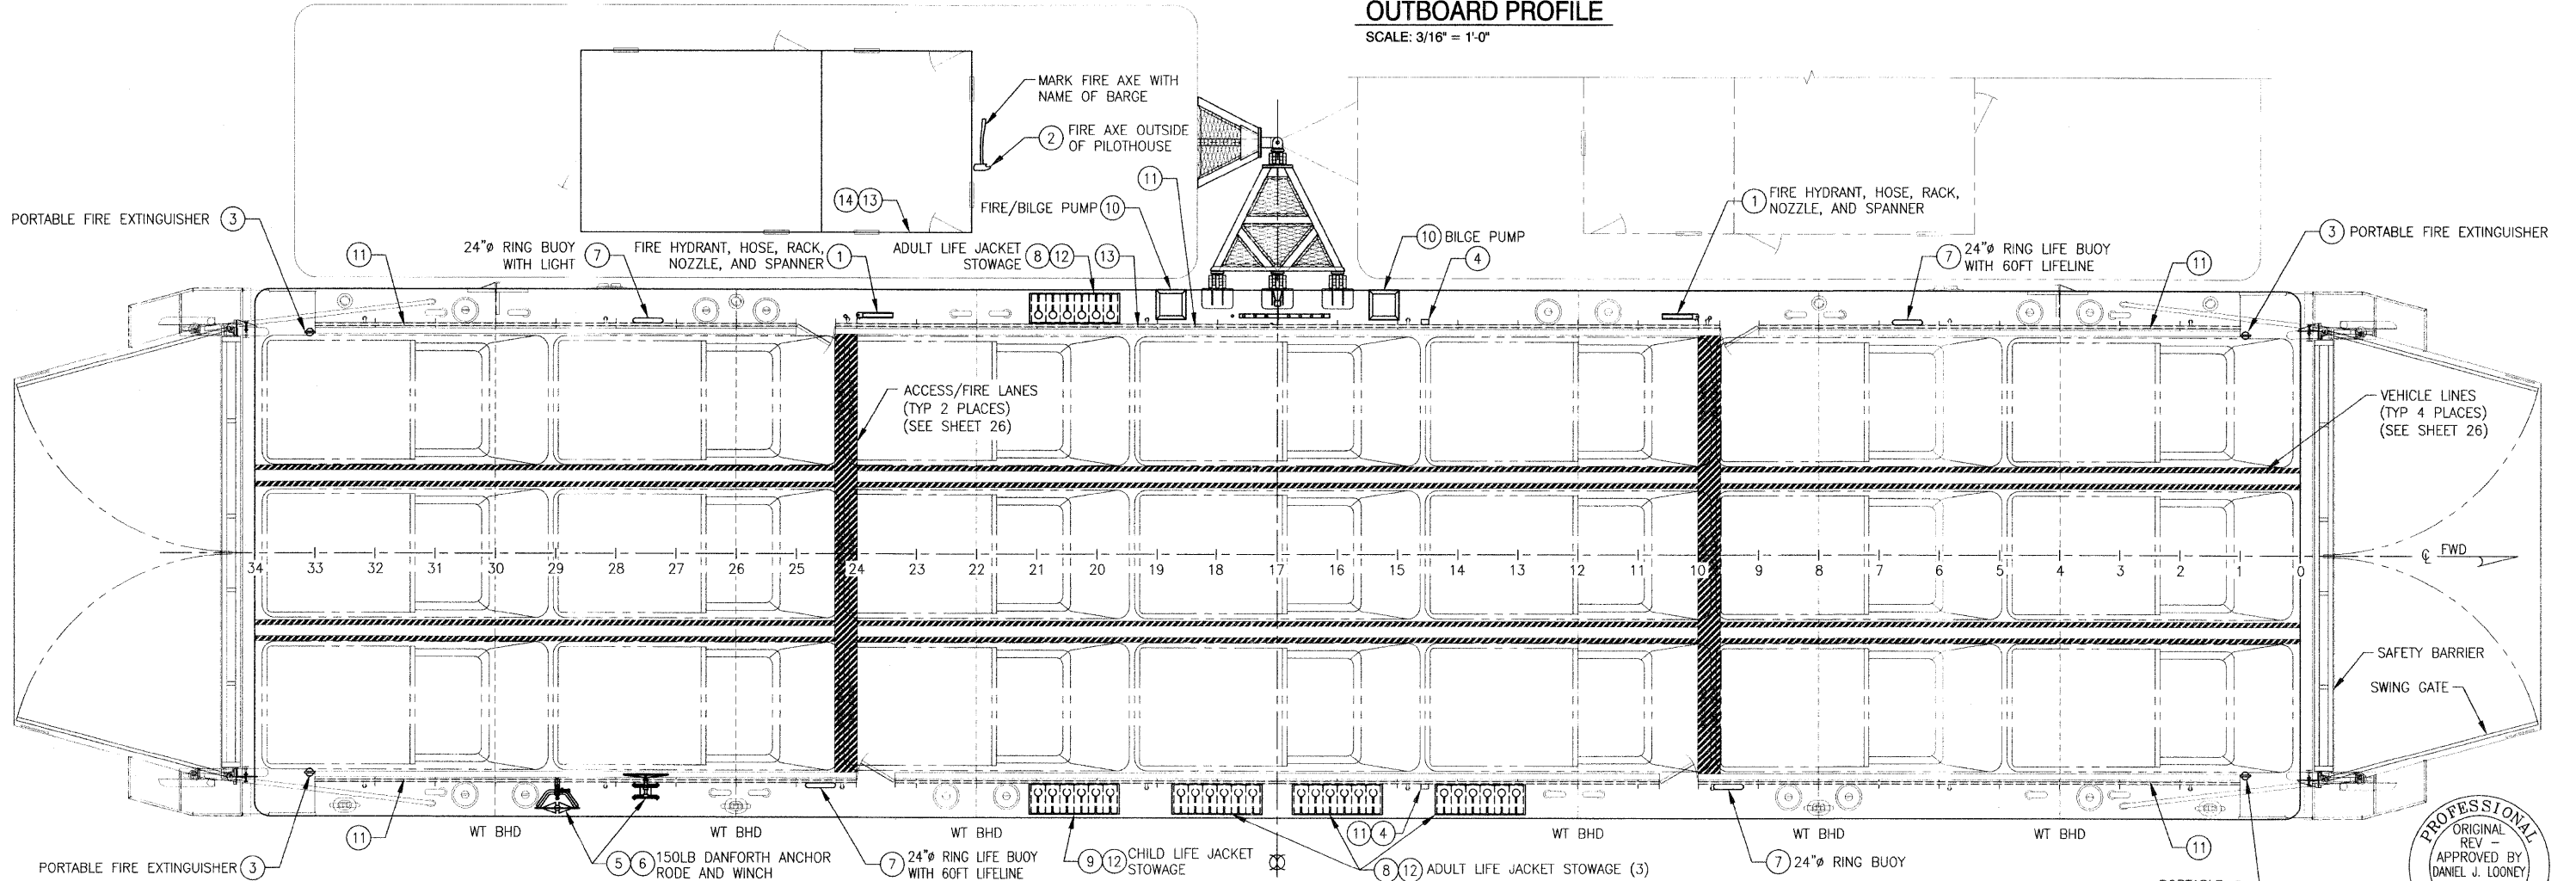 OUTBOARD PROFILE
SCALE: 3/16" = 1'-0"
MARK FIRE AXE WITH
NAME OF BARGE
2 FIRE AXE OUTSIDE
OF PILOTHOUSE
14 13
11
FIRE/BILGE PUMP 10
1 FIRE HYDRANT, HOSE, RACK,
NOZZLE, AND SPANNER
PORTABLE FIRE EXTINGUISHER 3
11
24"ø RING BUOY
WITH LIGHT 7
FIRE HYDRANT, HOSE, RACK,
NOZZLE, AND SPANNER 1
ADULT LIFE JACKET
STOWAGE 8 12
13
10 BILGE PUMP
4
7 24"ø RING LIFE BUOY
WITH 60FT LIFELINE
11
3 PORTABLE FIRE EXTINGUISHER
ACCESS/FIRE LANES
(TYP 2 PLACES)
(SEE SHEET 26)
VEHICLE LINES
(TYP 4 PLACES)
(SEE SHEET 26)
34 33 32 31 30 29 28 27 26 25 24 23 22 21 20 19 18 17 16 15 14 13 12 11 10 9 8 7 6 5 4 3 2 1 0
℄ FWD
SAFETY BARRIER
SWING GATE
11
WT BHD WT BHD WT BHD WT BHD WT BHD WT BHD
11 4
11
PORTABLE FIRE EXTINGUISHER 3
5 6 150LB DANFORTH ANCHOR
RODE AND WINCH
7 24"ø RING LIFE BUOY
WITH 60FT LIFELINE
9 12 CHILD LIFE JACKET
STOWAGE
8 12 ADULT LIFE JACKET STOWAGE (3)
7 24"ø RING BUOY
PROFESSIONAL
ORIGINAL
REV –
APPROVED BY
DANIEL J. LOONEY